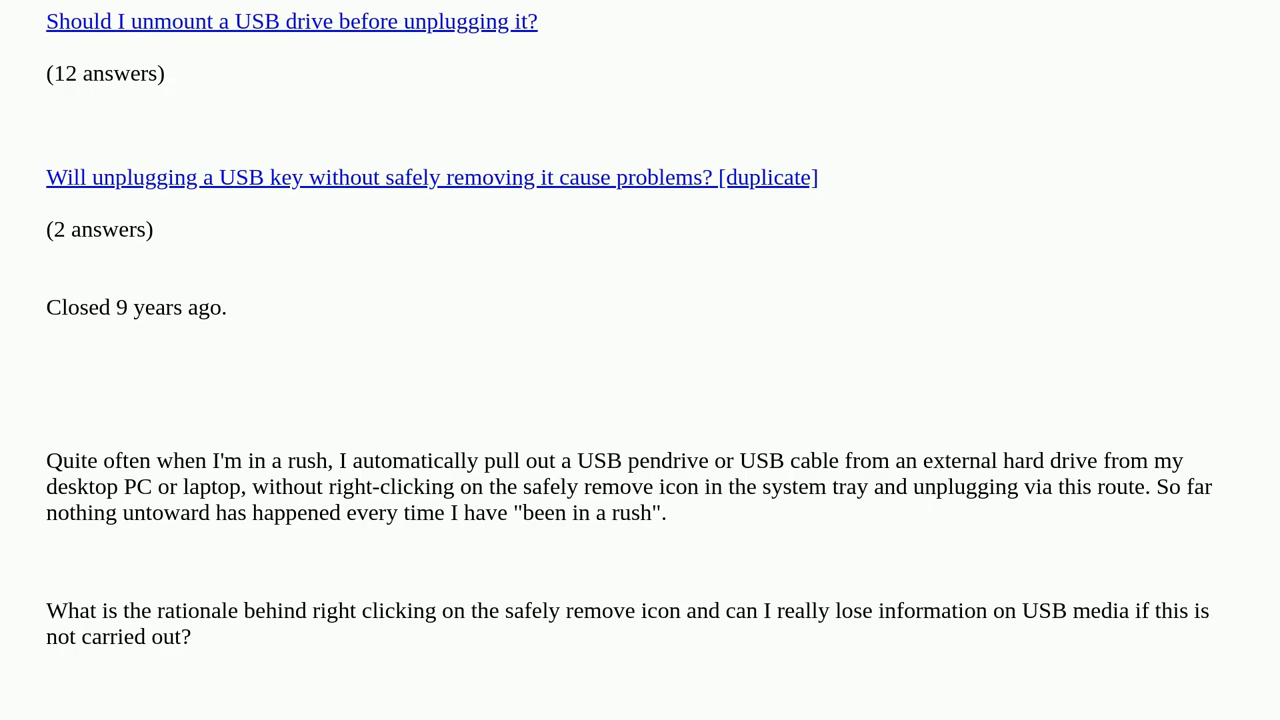 Should I unmount a USB drive before unplugging it?
(12 answers)
Will unplugging a USB key without safely removing it cause problems? [duplicate]
(2 answers)
Closed 9 years ago.
Quite often when I'm in a rush, I automatically pull out a USB pendrive or USB cable from an external hard drive from my
desktop PC or laptop, without right-clicking on the safely remove icon in the system tray and unplugging via this route. So far
nothing untoward has happened every time I have "been in a rush".
What is the rationale behind right clicking on the safely remove icon and can I really lose information on USB media if this is
not carried out?